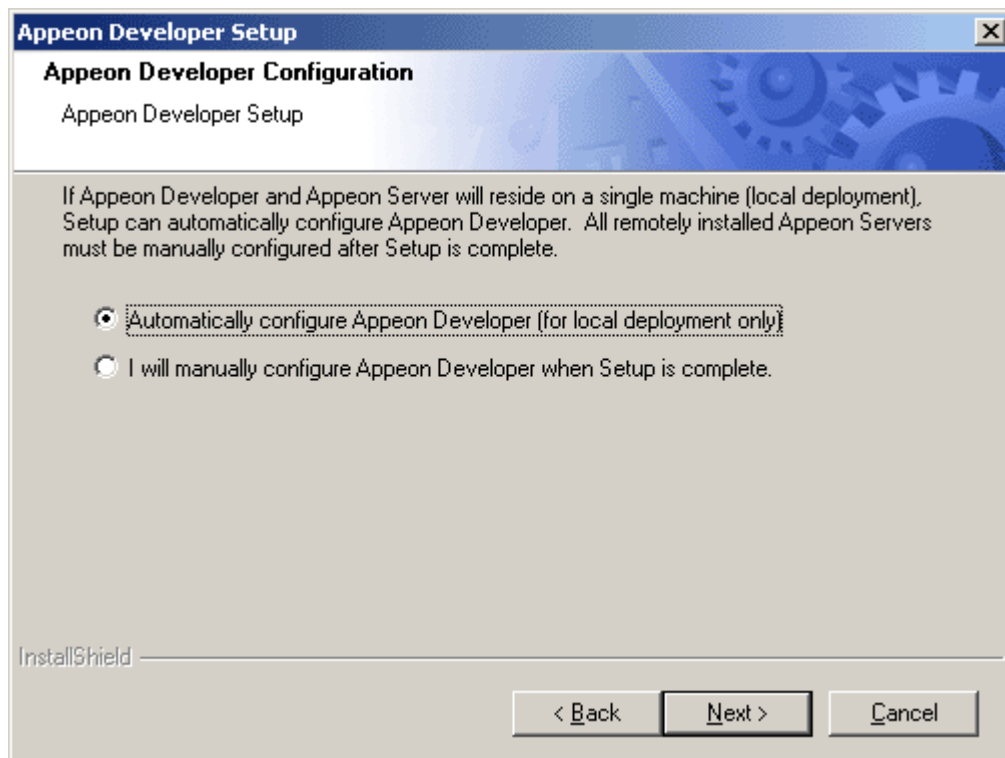 Appeon Developer Setup
Appeon Developer Configuration
Appeon Developer Setup
If Appeon Developer and Appeon Server will reside on a single machine (local deployment),
Setup can automatically configure Appeon Developer.  All remotely installed Appeon Servers
must be manually configured after Setup is complete.
Automatically configure Appeon Developer (for local deployment only)
I will manually configure Appeon Developer when Setup is complete.
InstallShield
< Back
Next >
Cancel